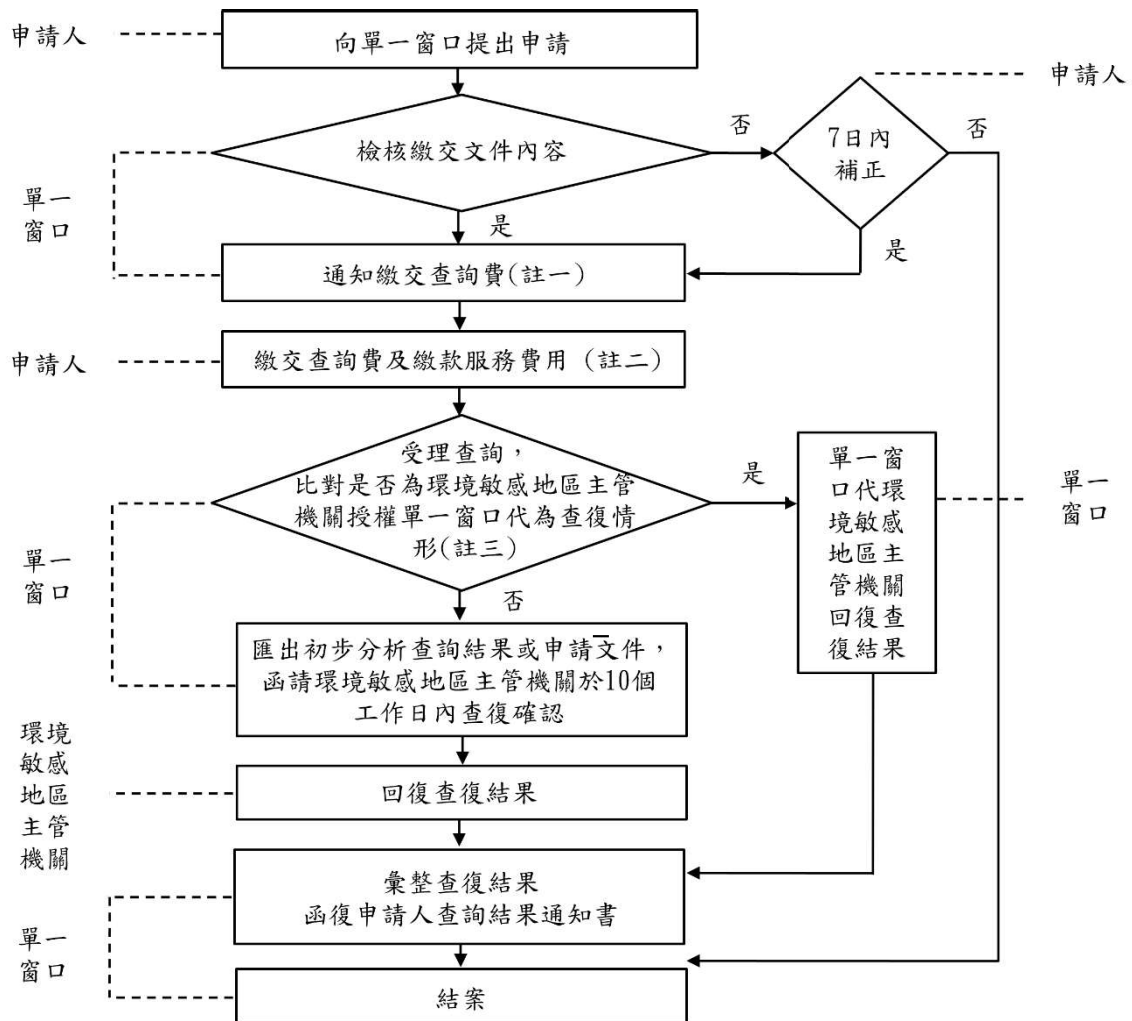 申請人
向單一窗口提出申請
申請人
檢核繳交文件內容
否
7日內
補正
否
單一
窗口
是
是
通知繳交查詢費(註一)
申請人
繳交查詢費及繳款服務費用 (註二)
受理查詢，
比對是否為環境敏感地區主管
機關授權單一窗口代為查復情
形(註三)
是
單一窗
口代環
境敏感
地區主
管機關
回復查
復結果
單一
窗口
單一
窗口
否
匯出初步分析查詢結果或申請文件，
函請環境敏感地區主管機關於10個
工作日內查復確認
環境
敏感
地區
主管
機關
回復查復結果
彙整查復結果
函復申請人查詢結果通知書
單一
窗口
結案